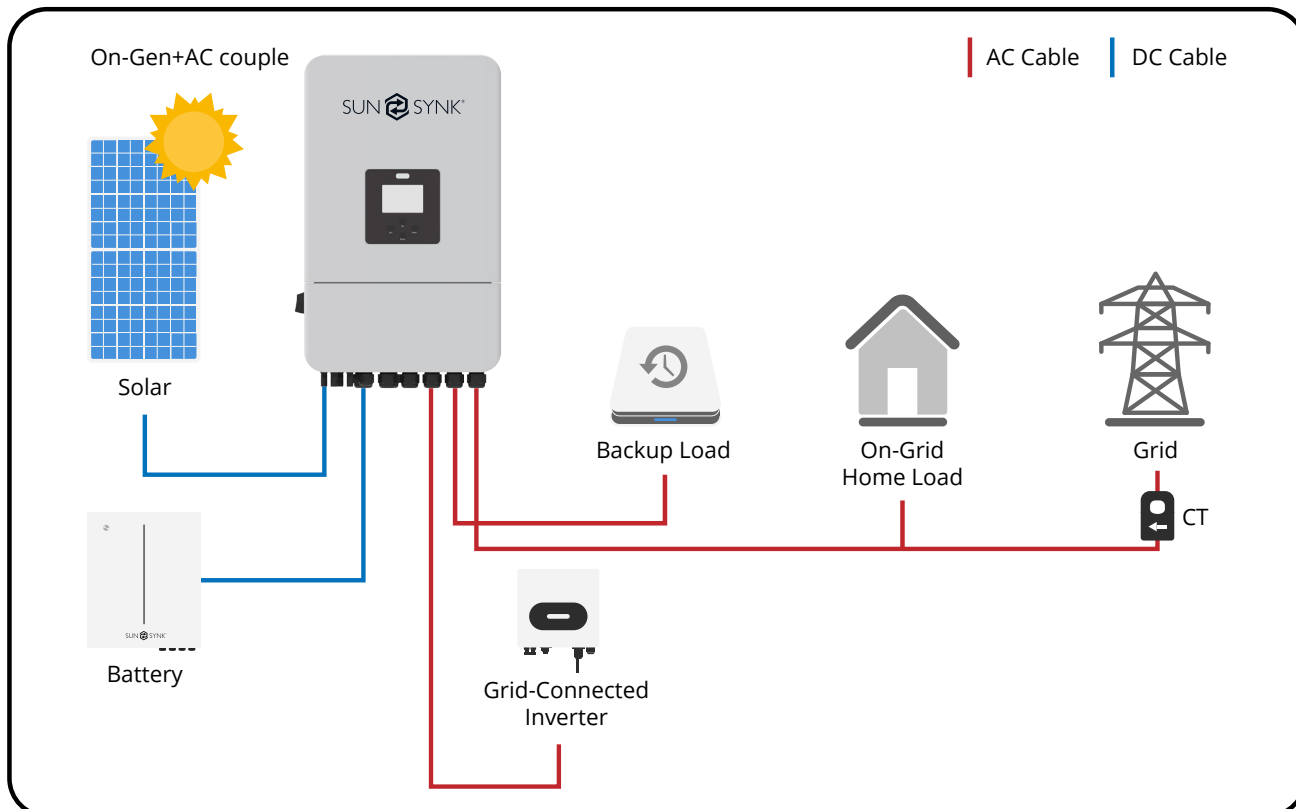 On-Gen+AC couple
AC Cable
DC Cable
SUN SYNK®
Solar
Backup Load
On-Grid
Home Load
Grid
CT
SUN SYNK
Battery
Grid-Connected
Inverter